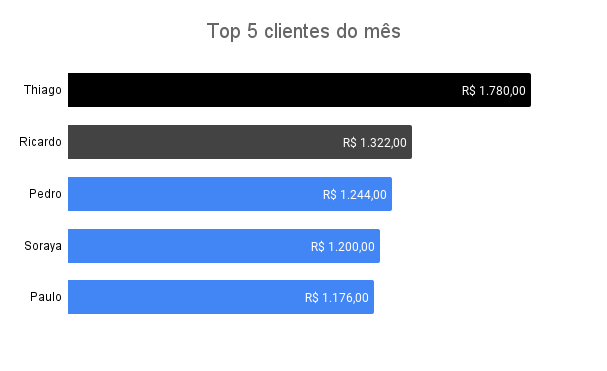 Top 5 clientes do mês
Thiago R$ 1.780,00
Ricardo R$ 1.322,00
Pedro R$ 1.244,00
Soraya R$ 1.200,00
Paulo R$ 1.176,00